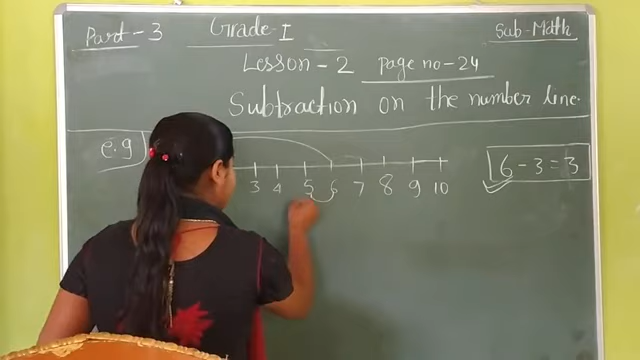 Part - 3 Grade - I Sub - Math
Lesson - 2 page no - 24
Subtraction on the number line.
e.g
6 - 3 = 3
3 4 5 6 7 8 9 10